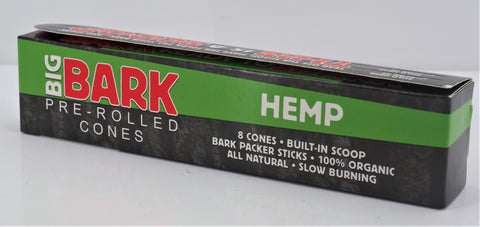 BIG
BARK
PRE-ROLLED
CONES
HEMP
8 CONES • BUILT-IN SCOOP
BARK PACKER STICKS • 100% ORGANIC
ALL NATURAL • SLOW BURNING